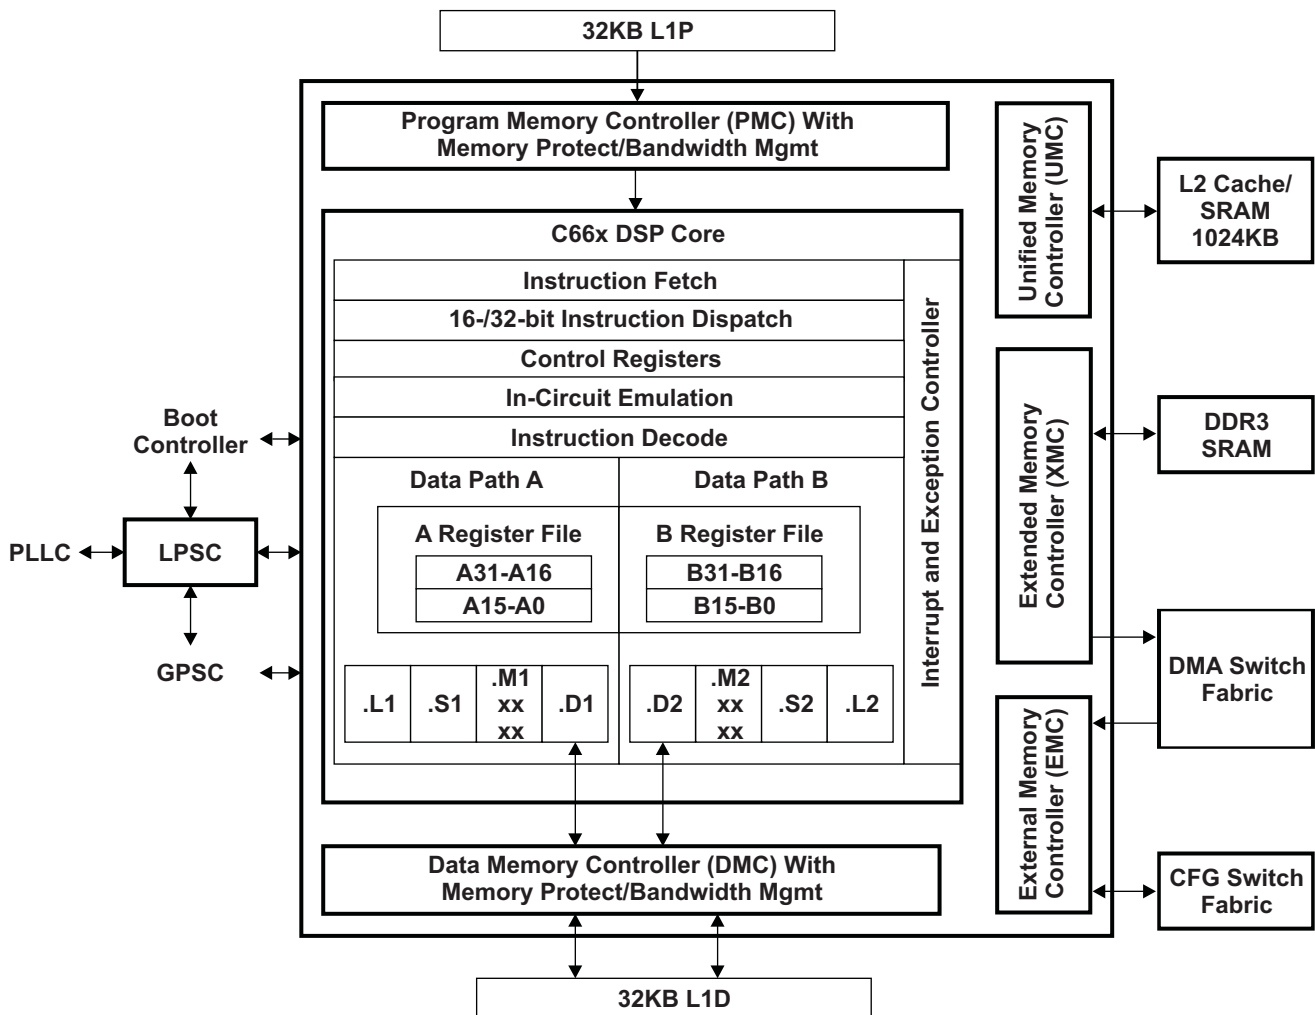 32KB L1P
Program Memory Controller (PMC) With
Memory Protect/Bandwidth Mgmt
C66x DSP Core
Instruction Fetch
16-/32-bit Instruction Dispatch
Control Registers
In-Circuit Emulation
Instruction Decode
Data Path A
Data Path B
A Register File
B Register File
A31-A16
A15-A0
B31-B16
B15-B0
.L1
.S1
.M1
xx
xx
.D1
.D2
.M2
xx
xx
.S2
.L2
Interrupt and Exception Controller
Data Memory Controller (DMC) With
Memory Protect/Bandwidth Mgmt
32KB L1D
Boot
Controller
PLLC
LPSC
GPSC
Unified Memory
Controller (UMC)
Extended Memory
Controller (XMC)
External Memory
Controller (EMC)
L2 Cache/
SRAM
1024KB
DDR3
SRAM
DMA Switch
Fabric
CFG Switch
Fabric